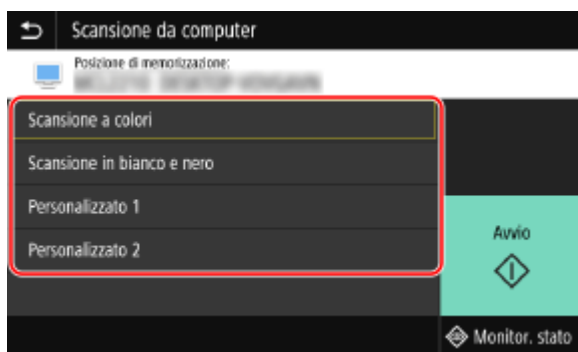 Scansione da computer
Posizione di memorizzazione:
Scansione a colori
Scansione in bianco e nero
Personalizzato 1
Personalizzato 2
Avvio
Monitor. stato